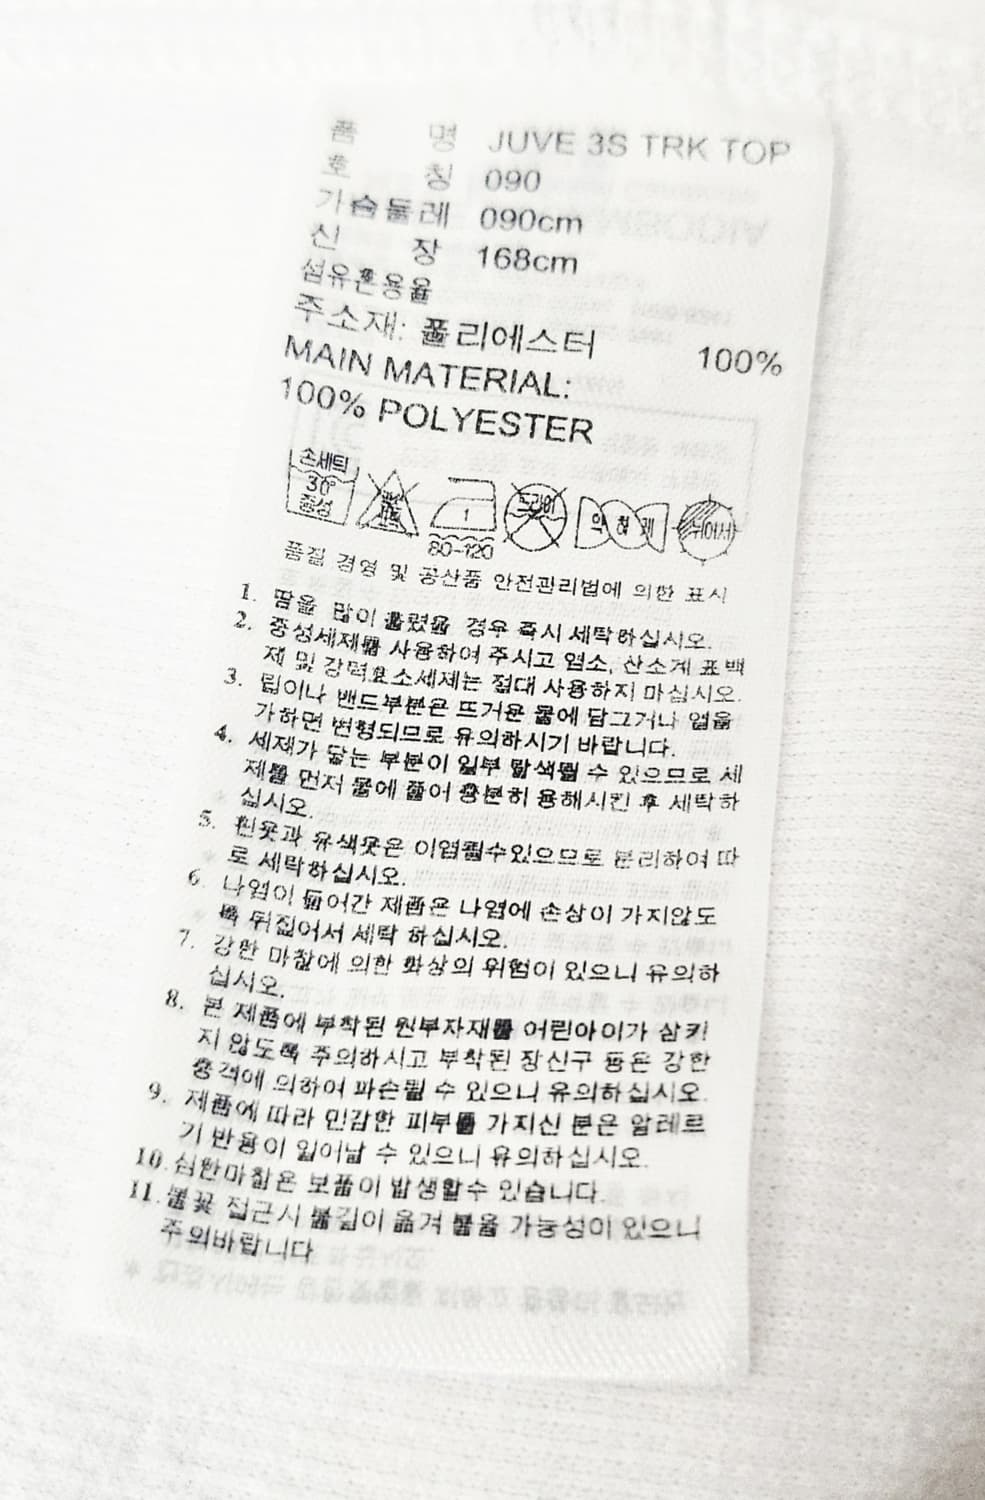 품 명 JUVE 3S TRK TOP
호 칭 090
가슴둘레 090cm
신 장 168cm
섬유혼용율
주소재: 폴리에스터 100%
MAIN MATERIAL:
100% POLYESTER
손세탁 30° 중성 80-120 드라이 약하게 뉘어서
품질 경영 및 공산품 안전관리법에 의한 표시
1. 땀을 많이 흘렸을 경우 즉시 세탁하십시오.
2. 중성세제를 사용하여 주시고 염소, 산소계 표백
제 및 강력효소세제는 절대 사용하지 마십시오.
3. 립이나 밴드부분은 뜨거운 물에 담그거나 열을
가하면 변형되므로 유의하시기 바랍니다.
4. 세재가 닿는 부분이 일부 탈색될 수 있으므로 세
제를 먼저 물에 풀어 충분히 용해시킨 후 세탁하
십시오.
5. 흰옷과 유색옷은 이염될수있으므로 분리하여 따
로 세탁하십시오.
6. 나염이 들어간 제품은 나염에 손상이 가지않도
록 뒤집어서 세탁 하십시오.
7. 강한 마찰에 의한 화상의 위험이 있으니 유의하
십시오.
8. 본 제품에 부착된 원부자재를 어린아이가 삼키
지 않도록 주의하시고 부착된 장신구 등은 강한
충격에 의하여 파손될 수 있으니 유의하십시오.
9. 제품에 따라 민감한 피부를 가지신 분은 알레르
기 반응이 일어날 수 있으니 유의하십시오.
10. 심한마찰은 보풀이 발생할수 있습니다.
11. 불꽃 접근시 불길이 옮겨 붙을 가능성이 있으니
주의바랍니다